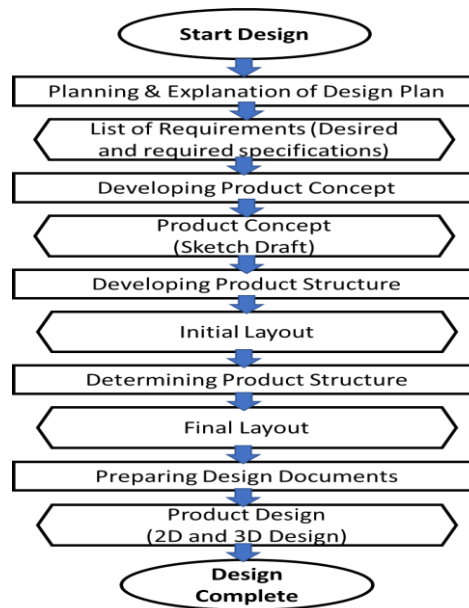 Start Design
Planning & Explanation of Design Plan
List of Requirements (Desired
and required specifications)
Developing Product Concept
Product Concept
(Sketch Draft)
Developing Product Structure
Initial Layout
Determining Product Structure
Final Layout
Preparing Design Documents
Product Design
(2D and 3D Design)
Design
Complete